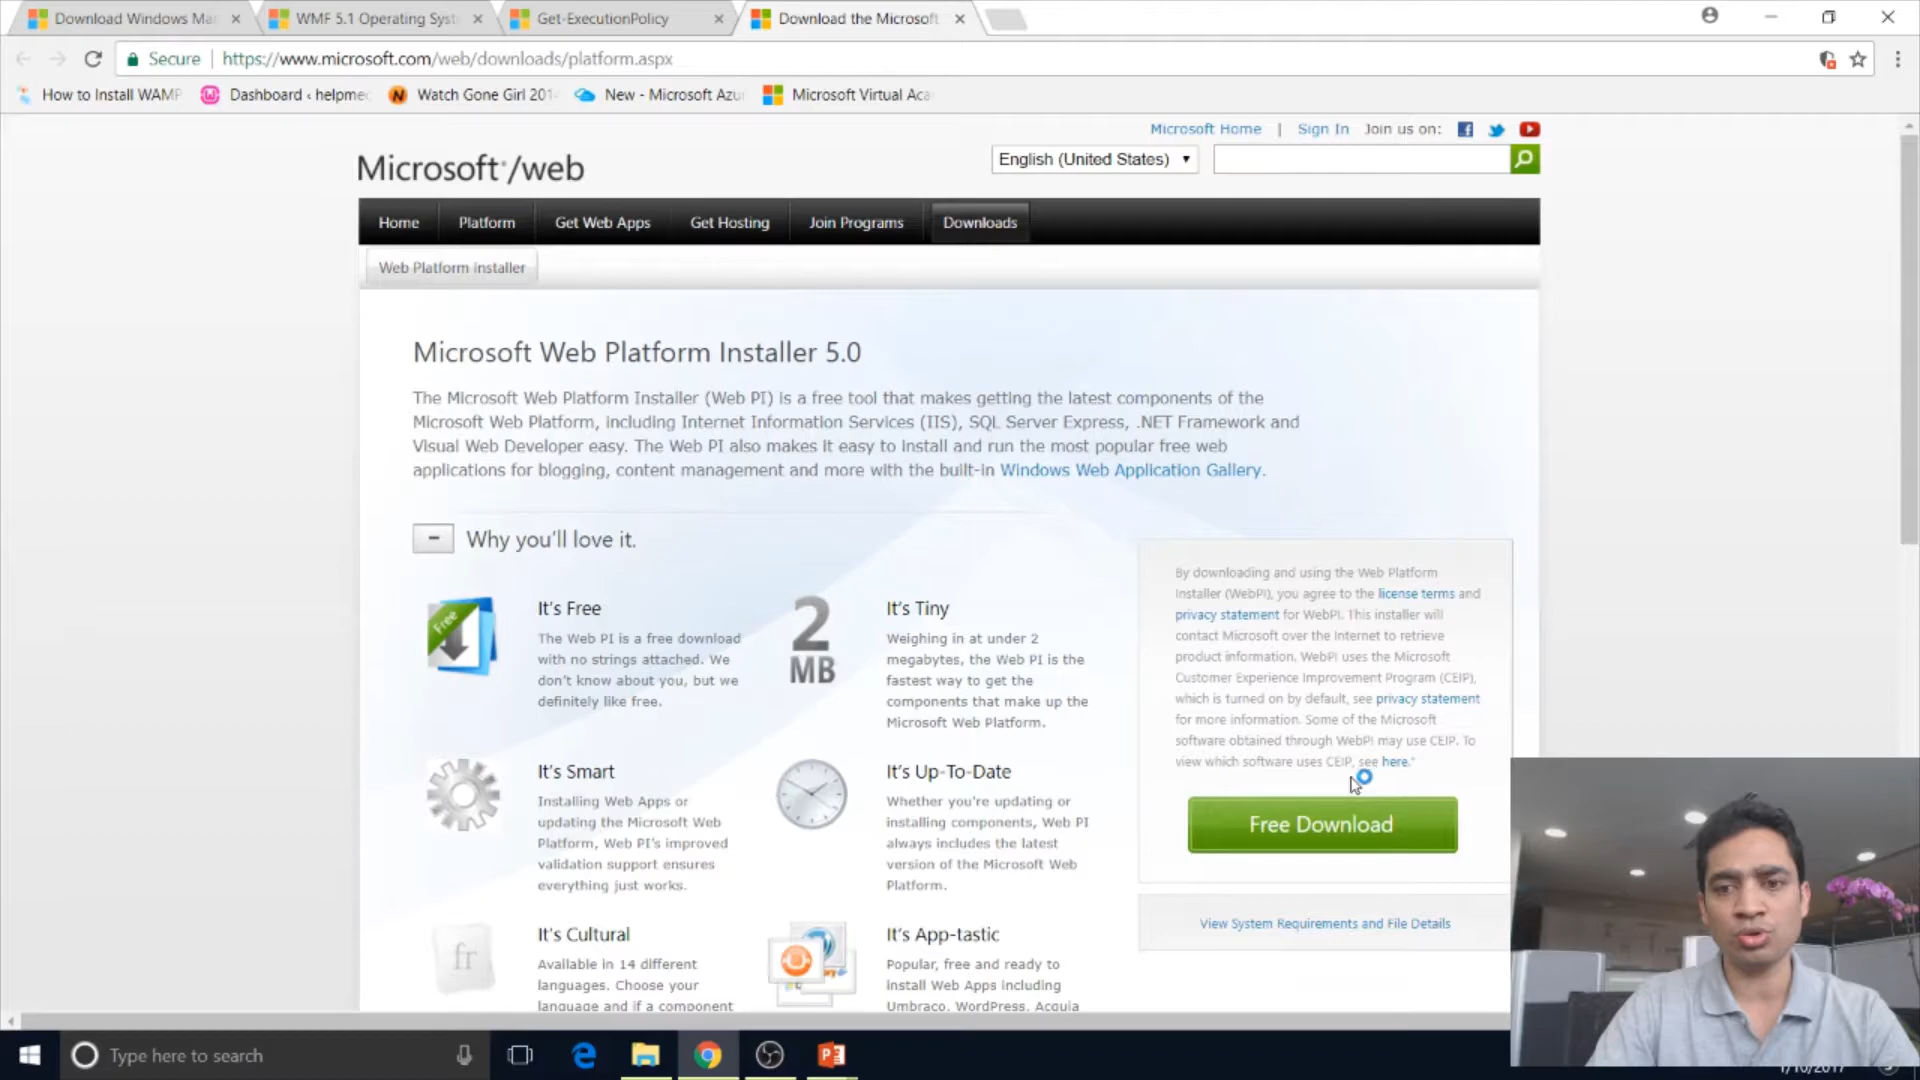 Download Windows Ma
WMF 5.1 Operating Syst
Get-ExecutionPolicy
Download the Microsoft
Secure
https://www.microsoft.com/web/downloads/platform.aspx
How to Install WAMP
Dashboard ‹ helpmec
Watch Gone Girl 201
New - Microsoft Azu
Microsoft Virtual Aca
Microsoft Home | Sign In Join us on:
Microsoft /web
English (United States)
Home
Platform
Get Web Apps
Get Hosting
Join Programs
Downloads
Web Platform Installer
Microsoft Web Platform Installer 5.0
The Microsoft Web Platform Installer (Web PI) is a free tool that makes getting the latest components of the
Microsoft Web Platform, including Internet Information Services (IIS), SQL Server Express, .NET Framework and
Visual Web Developer easy. The Web PI also makes it easy to install and run the most popular free web
applications for blogging, content management and more with the built-in Windows Web Application Gallery.
Why you'll love it.
Free
It's Free
The Web PI is a free download
with no strings attached. We
don't know about you, but we
definitely like free.
2
MB
It's Tiny
Weighing in at under 2
megabytes, the Web PI is the
fastest way to get the
components that make up the
Microsoft Web Platform.
It's Smart
Installing Web Apps or
updating the Microsoft Web
Platform, Web PI's improved
validation support ensures
everything just works.
It's Up-To-Date
Whether you're updating or
installing components, Web PI
always includes the latest
version of the Microsoft Web
Platform.
fr
It's Cultural
Available in 14 different
languages. Choose your
language and if a component
It's App-tastic
Popular, free and ready to
install Web Apps including
Umbraco, WordPress, Acquia
By downloading and using the Web Platform
Installer (WebPI), you agree to the license terms and
privacy statement for WebPI. This installer will
contact Microsoft over the Internet to retrieve
product information. WebPI uses the Microsoft
Customer Experience Improvement Program (CEIP),
which is turned on by default, see privacy statement
for more information. Some of the Microsoft
software obtained through WebPI may use CEIP. To
view which software uses CEIP, see here."
Free Download
View System Requirements and File Details
Type here to search
1/10/2017